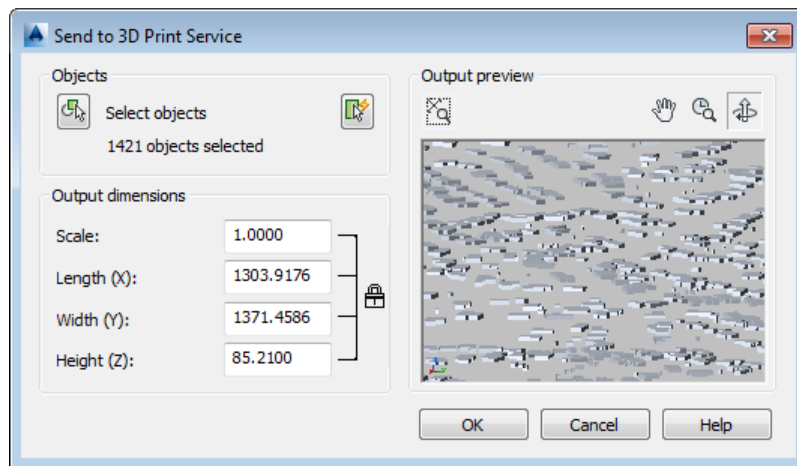 Send to 3D Print Service
Objects
Select objects
1421 objects selected
Output dimensions
Scale: 1.0000
Length (X): 1303.9176
Width (Y): 1371.4586
Height (Z): 85.2100
Output preview
OK Cancel Help